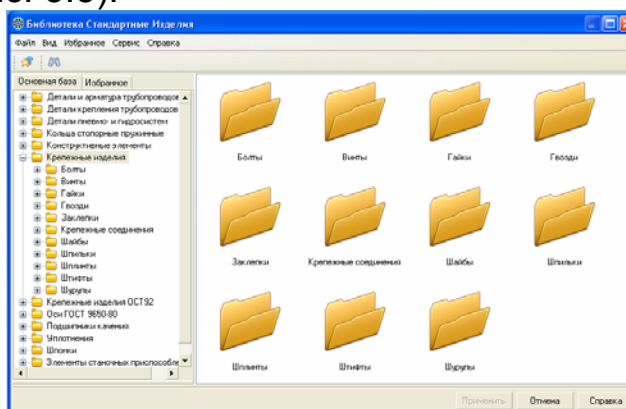 Библиотека Стандартные Изделия
Файл Вид Избранное Сервис Справка
Основная база Избранное
Детали и арматура трубопроводов
Детали крепления трубопроводов
Детали пневмо- и гидросистем
Кольца стопорные пружинные
Конструктивные элементы
Крепежные изделия
Болты
Винты
Гайки
Гвозди
Заклепки
Крепежные соединения
Шайбы
Шпильки
Шплинты
Штифты
Шурупы
Крепежные изделия ОСТ92
Оси ГОСТ 9650-80
Подшипники качения
Уплотнения
Шпонки
Элементы станочных приспособле
Болты Винты Гайки Гвозди
Заклепки Крепежные соединения Шайбы Шпильки
Шплинты Штифты Шурупы
Применить Отмена Справка